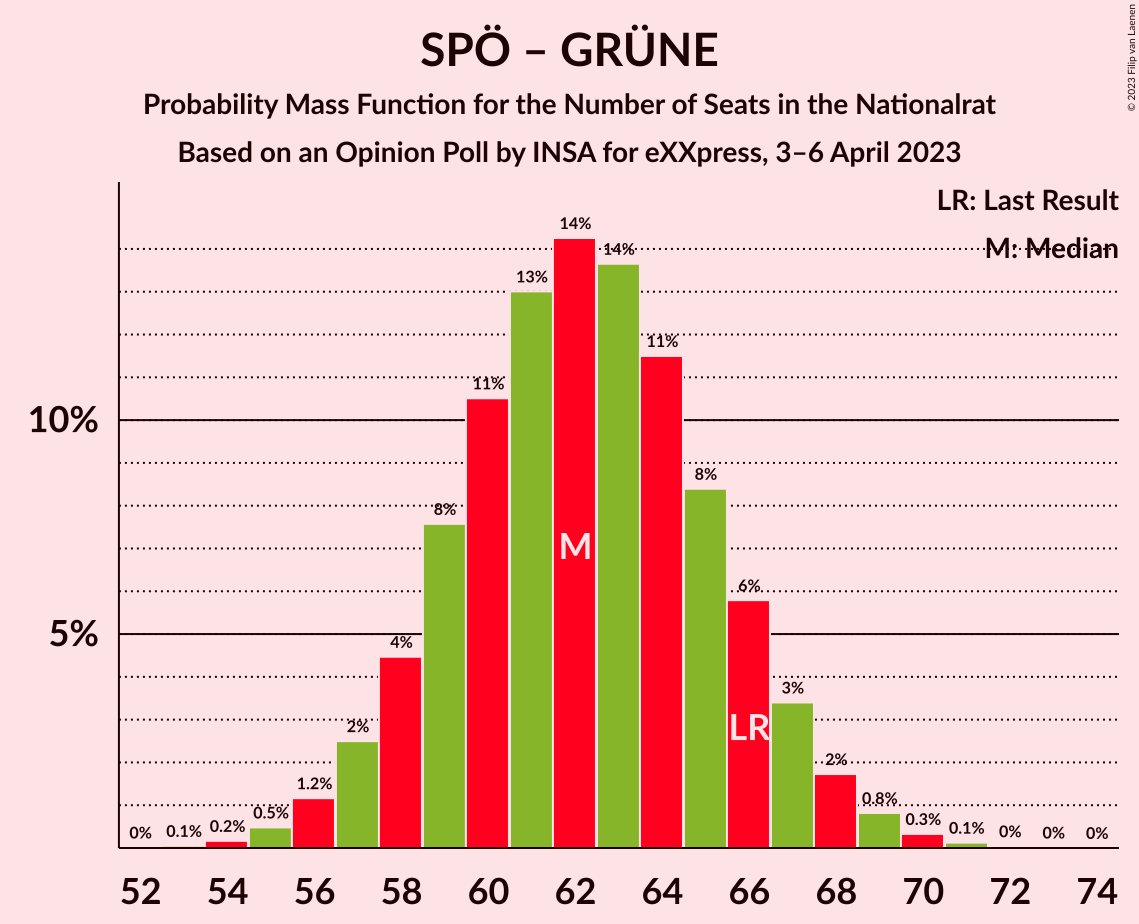 SPÖ – GRÜNE
Probability Mass Function for the Number of Seats in the Nationalrat
Based on an Opinion Poll by INSA for eXXpress, 3–6 April 2023
© 2023 Filip van Laenen
LR: Last Result
M: Median
10%
5%
0%
0.1%
0.2%
0.5%
1.2%
2%
4%
8%
11%
13%
14%
14%
11%
8%
6%
3%
2%
0.8%
0.3%
0.1%
0%
0%
0%
M
LR
52 54 56 58 60 62 64 66 68 70 72 74